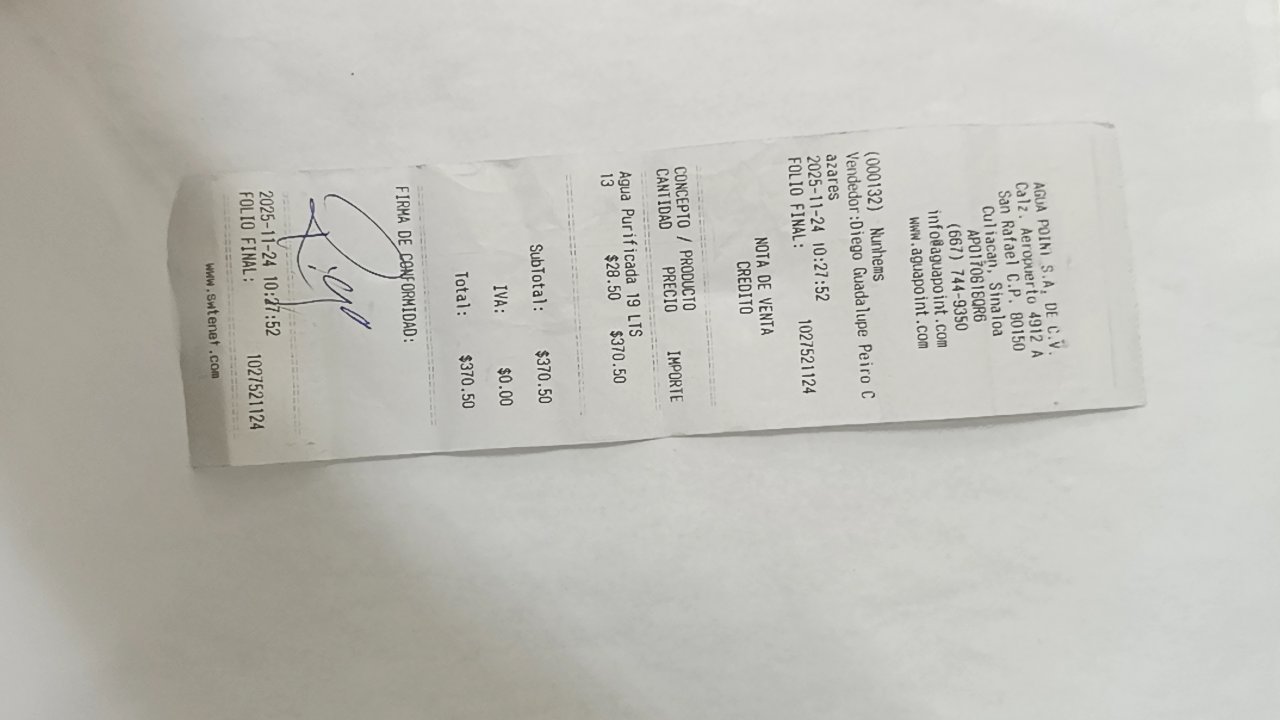 AGUA POINT S.A. DE C.V.
Calz. Aeropuerto 4912 A
San Rafael C.P. 80150
Culiacan, Sinaloa
APO170616QR6
(667) 744-9350
info@aguapoint.com
www.aguapoint.com
(000132) Nunhems
Vendedor:Diego Guadalupe Peiro C
azares
2025-11-24 10:27:52
FOLIO FINAL: 1027521124
NOTA DE VENTA
CREDITO
CONCEPTO / PRODUCTO
CANTIDAD PRECIO IMPORTE
Agua Purificada 19 LTS
13 $28.50 $370.50
SubTotal: $370.50
IVA: $0.00
Total: $370.50
FIRMA DE CONFORMIDAD:
Rigo
2025-11-24 10:27:52
FOLIO FINAL: 1027521124
www.swtenet.com